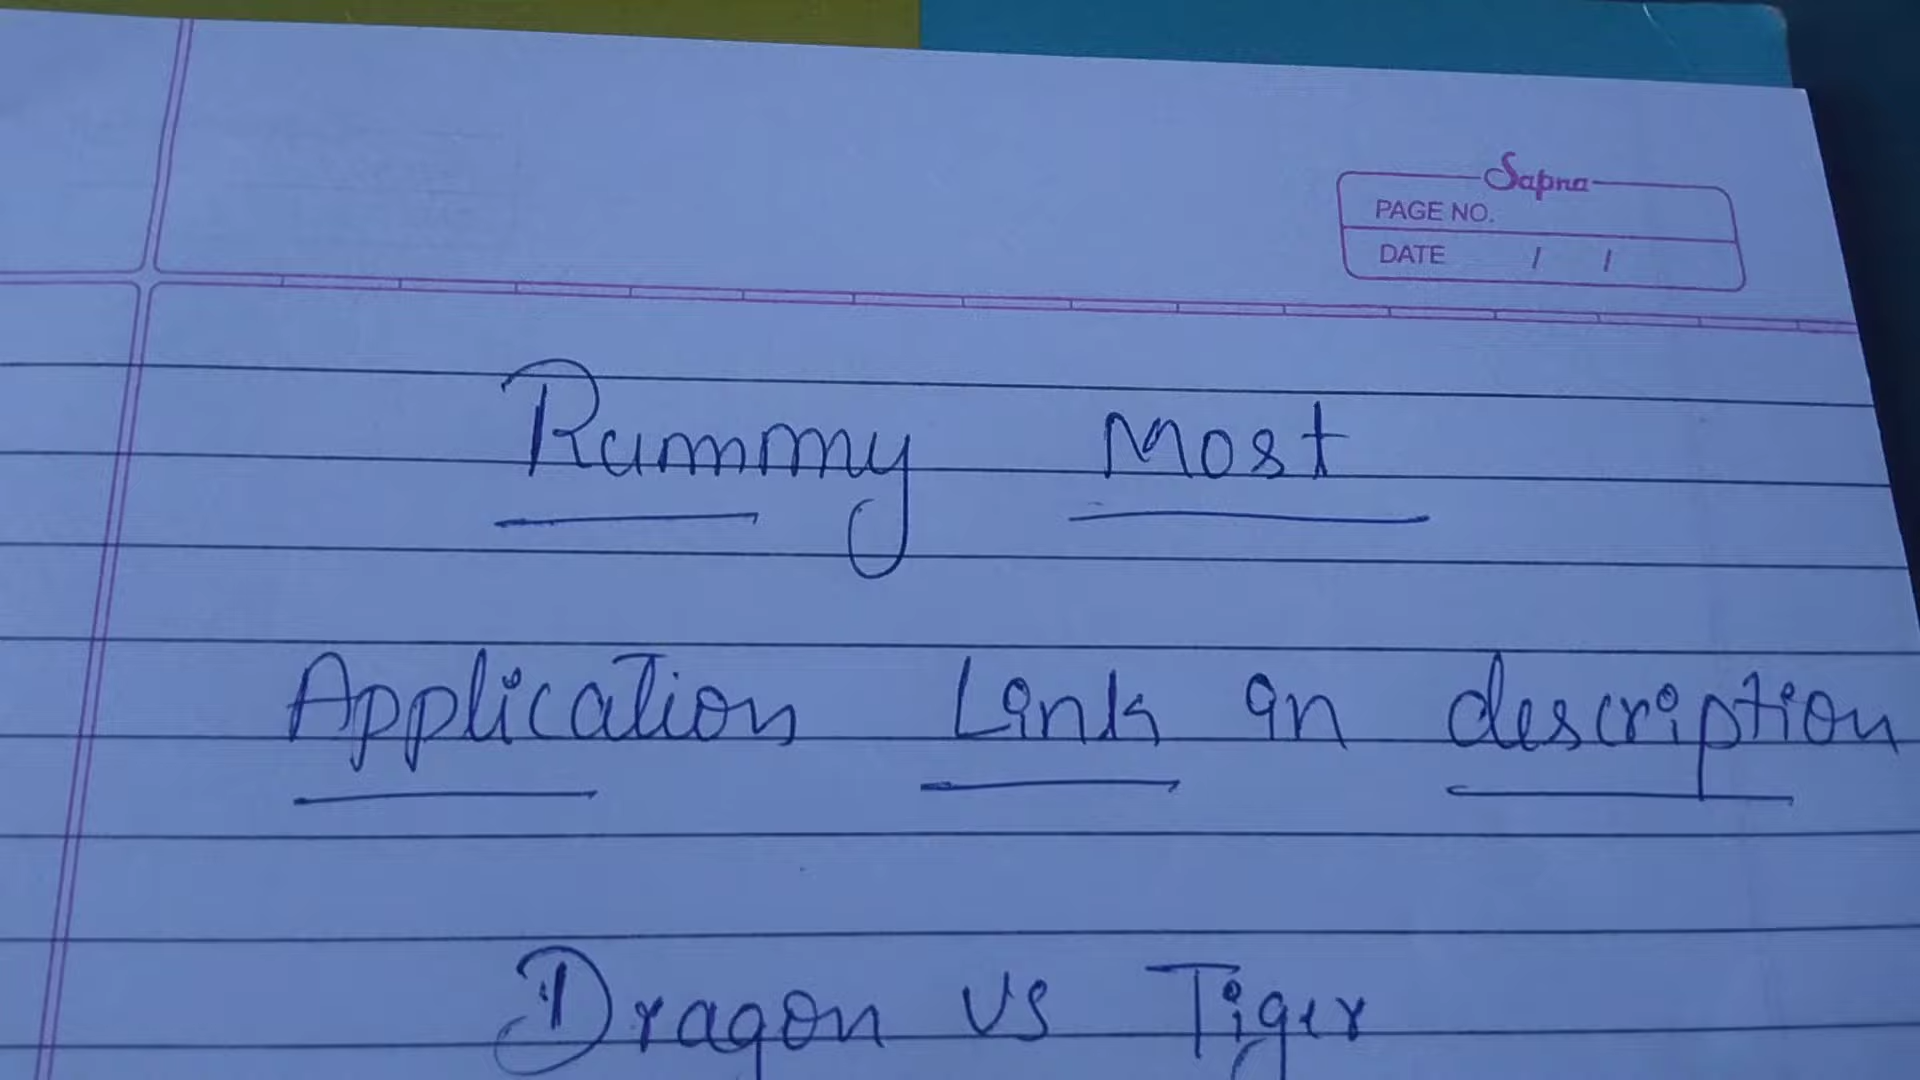 Sapna
PAGE NO.
DATE / /
Rummy Most
Application Link in description
Dragon vs Tiger